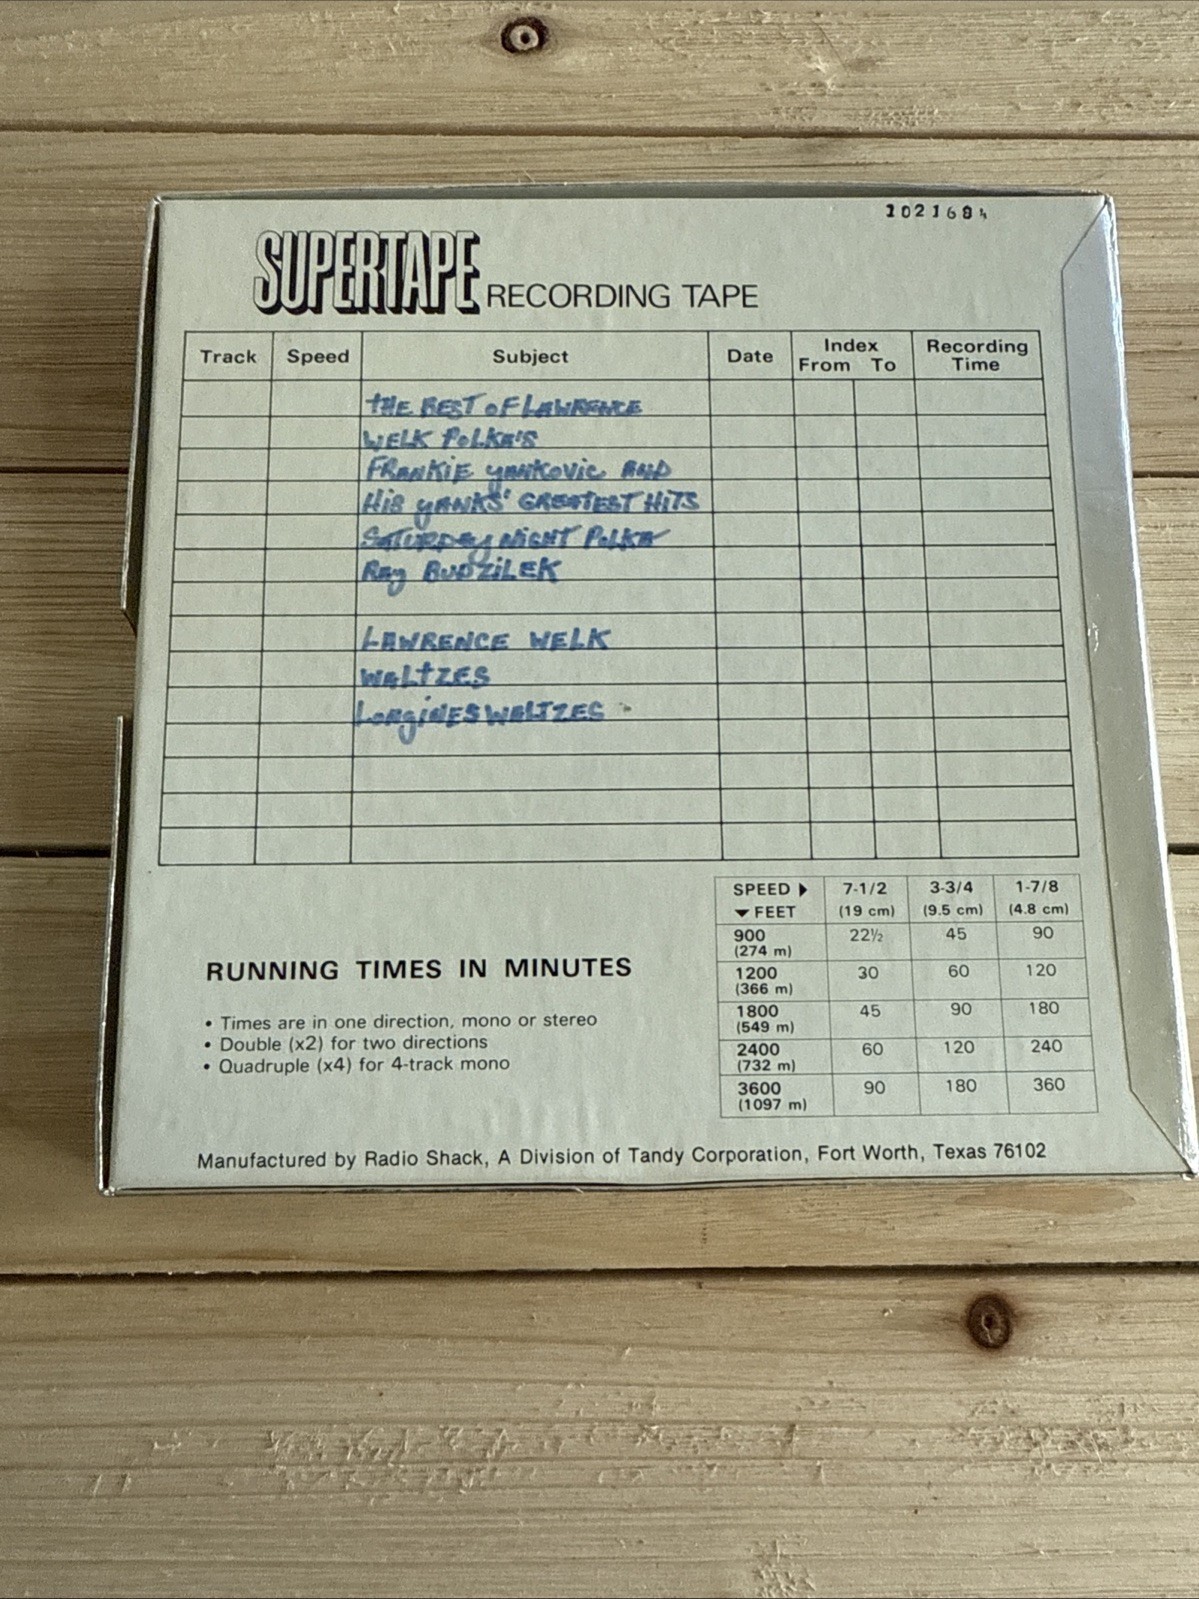 1021684
SUPERTAPE RECORDING TAPE
Track Speed Subject Date Index From To Recording Time
THE BEST OF LAWRENCE
WELK POLKA'S
FRANKIE YANKOVIC AND
HIS YANKS' GREATEST HITS
SATURDAY NIGHT POLKA
RAY BUDZILEK
LAWRENCE WELK
WALTZES
LONGINES WALTZES
SPEED ▶ 7-1/2 (19 cm) 3-3/4 (9.5 cm) 1-7/8 (4.8 cm)
▼ FEET
900 (274 m) 22½ 45 90
1200 (366 m) 30 60 120
1800 (549 m) 45 90 180
2400 (732 m) 60 120 240
3600 (1097 m) 90 180 360
RUNNING TIMES IN MINUTES
• Times are in one direction, mono or stereo
• Double (x2) for two directions
• Quadruple (x4) for 4-track mono
Manufactured by Radio Shack, A Division of Tandy Corporation, Fort Worth, Texas 76102